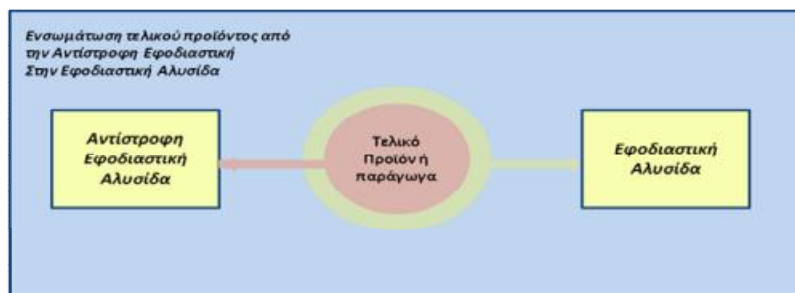 Ενσωμάτωση τελικού προϊόντος από
την Αντίστροφη Εφοδιαστική
Στην Εφοδιαστική Αλυσίδα
Αντίστροφη
Εφοδιαστική
Αλυσίδα
Τελικό
Προϊόν ή
παράγωγα
Εφοδιαστική
Αλυσίδα